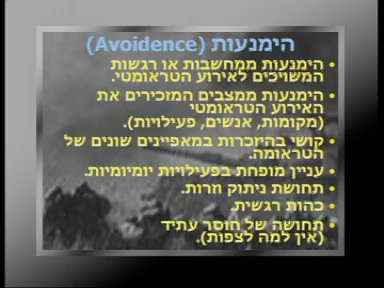 הימנעות (Avoidence)
• הימנעות ממחשבות או רגשות
המשויכים לאירוע הטראומטי.
• הימנעות ממצבים המזכירים את
האירוע הטראומטי
(מקומות, אנשים, פעילויות).
• קושי בהיזכרות במאפיינים שונים של
הטראומה.
• עניין מופחת בפעילויות יומיומיות.
• תחושת ניתוק וזרות.
• כהות רגשית.
• תחושה של חוסר עתיד
(אין למה לצפות).